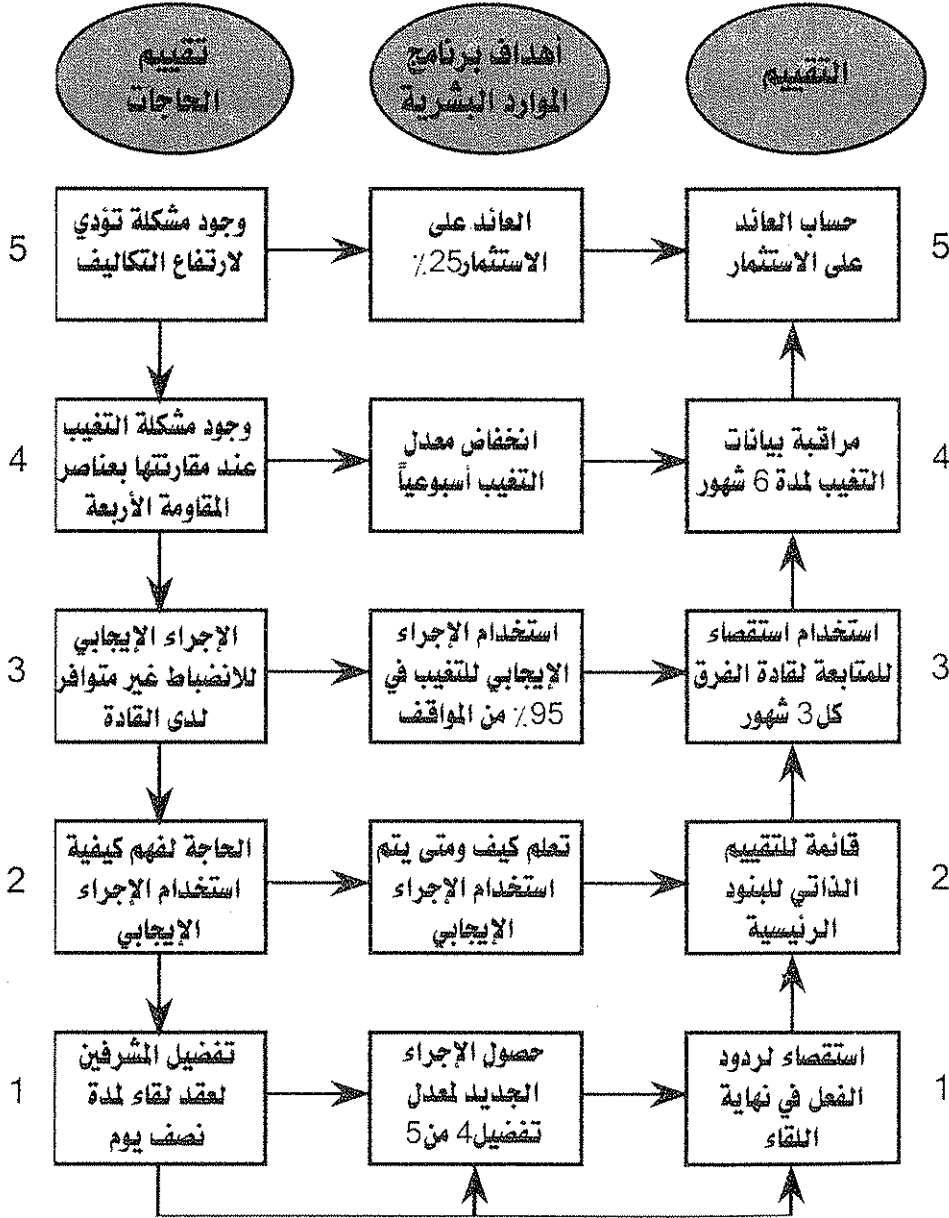 تقييم
الحاجات
أهداف برنامج
الموارد البشرية
التقييم
5
وجود مشكلة تؤدي
لارتفاع التكاليف
العائد على
الاستثمار25٪
حساب العائد
على الاستثمار
5
4
وجود مشكلة التغيب
عند مقارنتها بعناصر
المقاومة الأربعة
انخفاض معدل
التغيب أسبوعياً
مراقبة بيانات
التغيب لمدة 6 شهور
4
3
الإجراء الإيجابي
للانضباط غير متوافر
لدى القادة
استخدام الإجراء
الإيجابي للتغيب في
95٪ من المواقف
استخدام استقصاء
للمتابعة لقادة الفرق
كل 3 شهور
3
2
الحاجة لفهم كيفية
استخدام الإجراء
الإيجابي
تعلم كيف ومتى يتم
استخدام الإجراء
الإيجابي
قائمة للتقييم
الذاتي للبنود
الرئيسية
2
1
تفضيل المشرفين
لعقد لقاء لمدة
نصف يوم
حصول الإجراء
الجديد لمعدل
تفضيل4 من5
استقصاء لردود
الفعل في نهاية
اللقاء
1